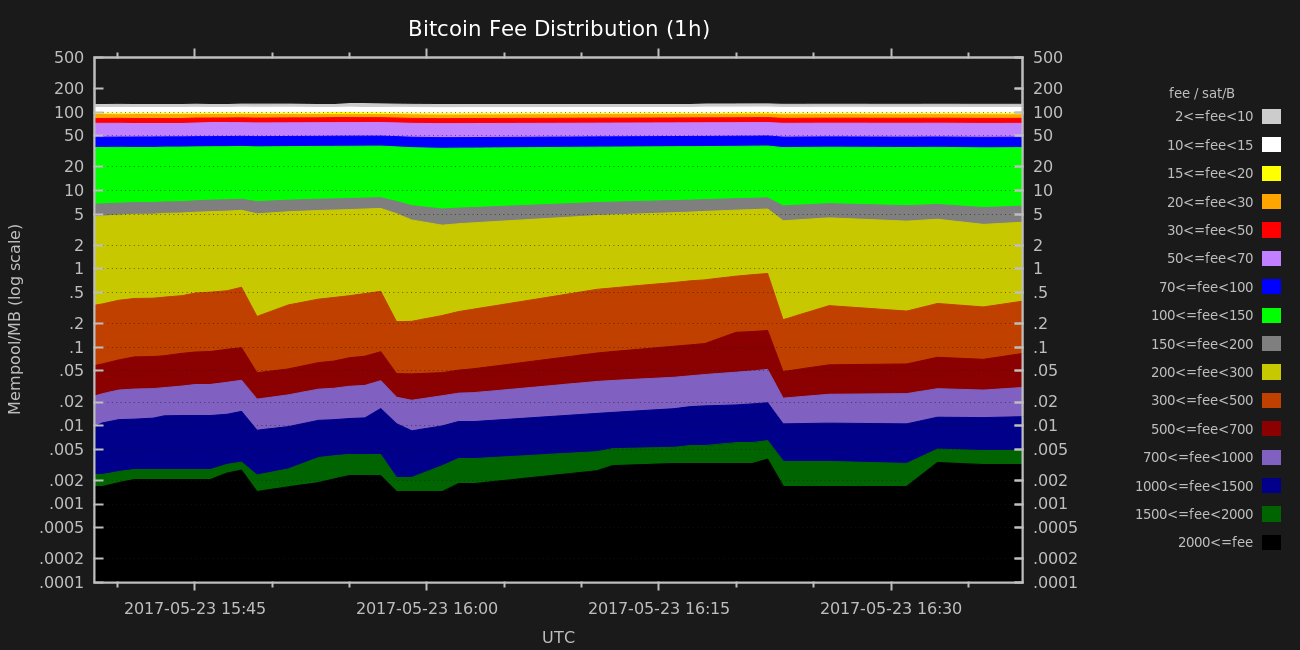 Bitcoin Fee Distribution (1h)
500
200
100
50
20
10
5
2
1
.5
.2
.1
.05
.02
.01
.005
.002
.001
.0005
.0002
.0001
Mempool/MB (log scale)
500
200
100
50
20
10
5
2
1
.5
.2
.1
.05
.02
.01
.005
.002
.001
.0005
.0002
.0001
2017-05-23 15:45 2017-05-23 16:00 2017-05-23 16:15 2017-05-23 16:30
UTC
fee / sat/B
2<=fee<10
10<=fee<15
15<=fee<20
20<=fee<30
30<=fee<50
50<=fee<70
70<=fee<100
100<=fee<150
150<=fee<200
200<=fee<300
300<=fee<500
500<=fee<700
700<=fee<1000
1000<=fee<1500
1500<=fee<2000
2000<=fee